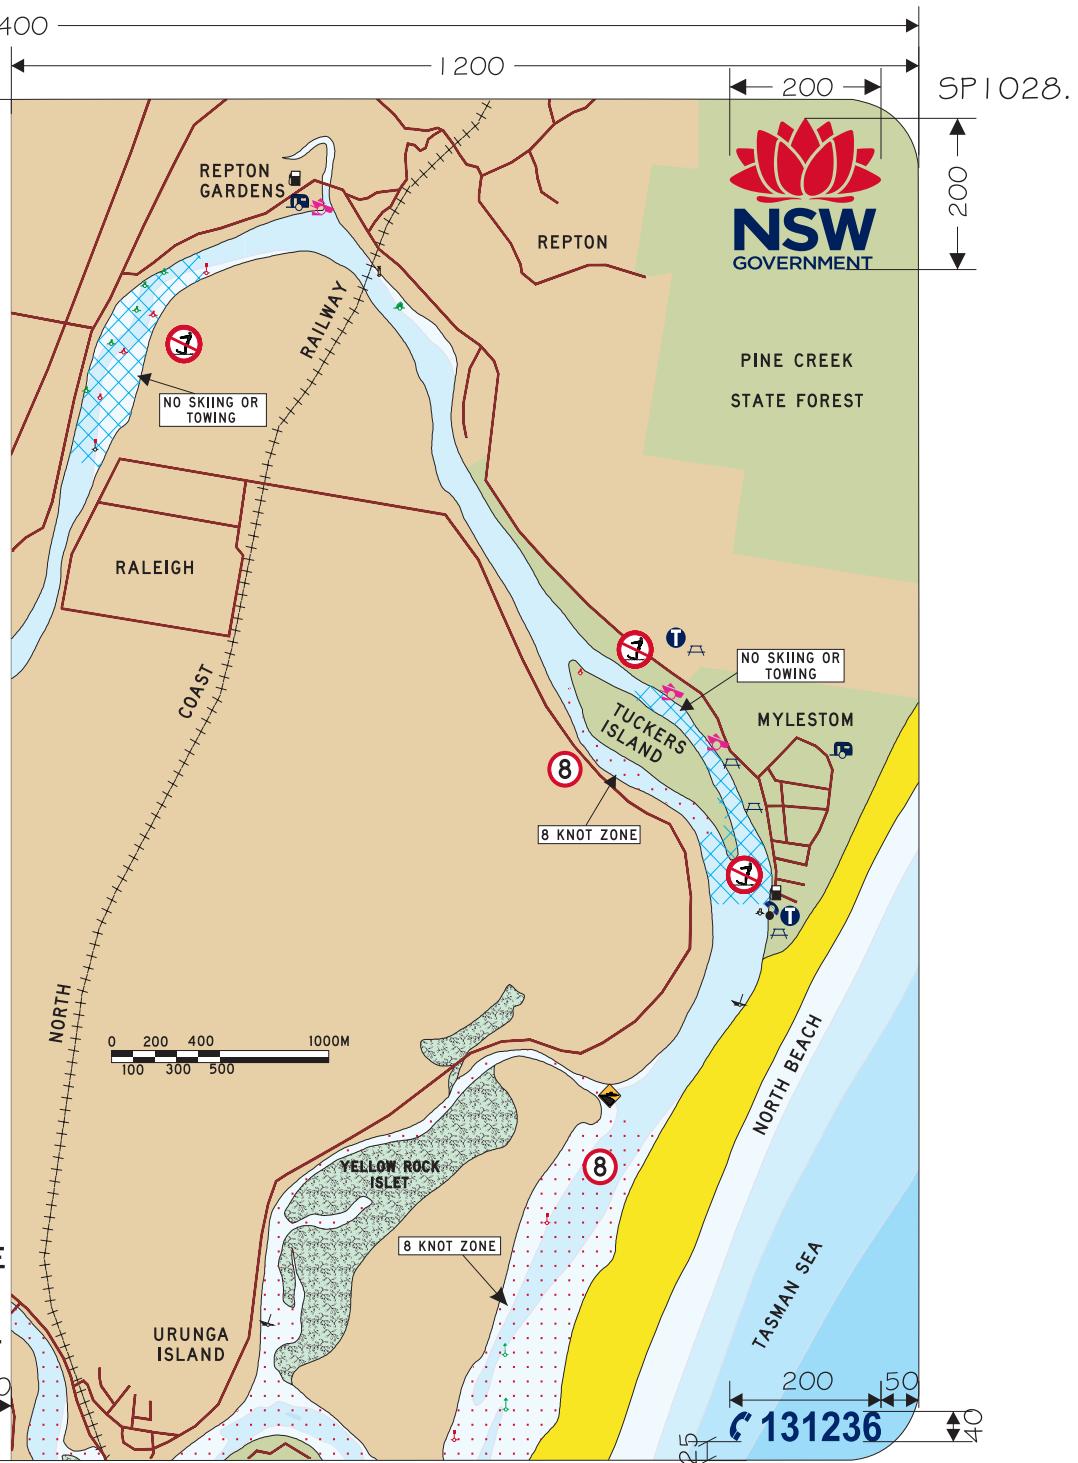 400
1200
200
SP1028.
200
NSW
GOVERNMENT
REPTON
GARDENS
REPTON
RAILWAY
PINE CREEK
STATE FOREST
NO SKIING OR
TOWING
RALEIGH
COAST
T
NO SKIING OR
TOWING
MYLESTOM
TUCKERS
ISLAND
8
8 KNOT ZONE
T
NORTH
0 200 400 1000M
100 300 500
NORTH BEACH
8
YELLOW ROCK
ISLET
8 KNOT ZONE
TASMAN SEA
URUNGA
ISLAND
200
50
131236
40
25